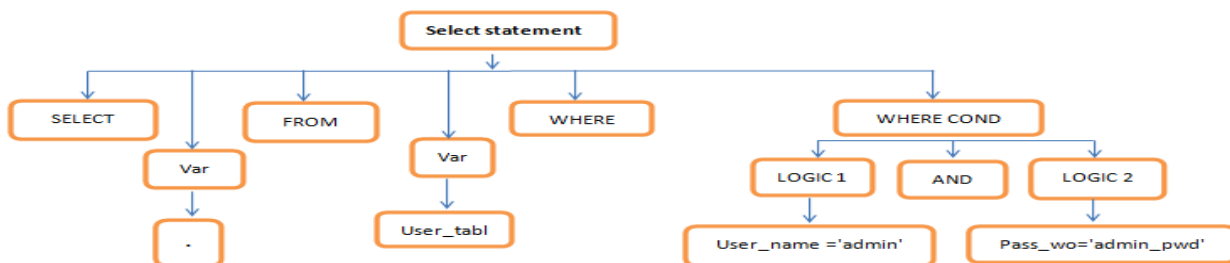 Select statement
SELECT
FROM
WHERE
WHERE COND
Var
Var
LOGIC 1
AND
LOGIC 2
.
User_tabl
User_name ='admin'
Pass_wo='admin_pwd'